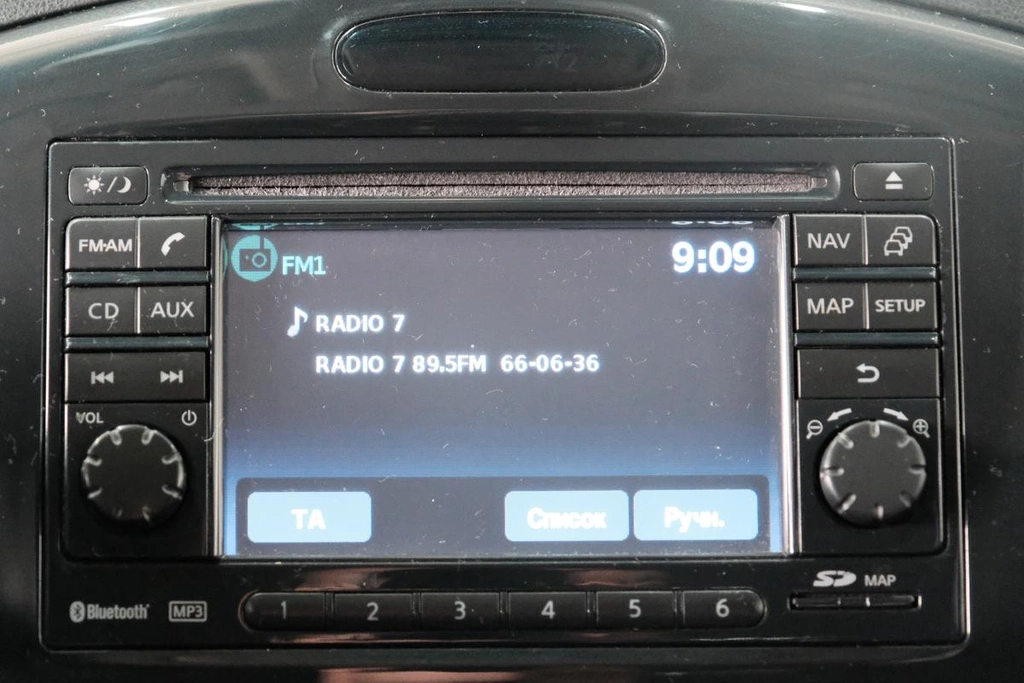 FM·AM
CD
AUX
VOL
FM1
9:09
RADIO 7
RADIO 7 89.5FM 66-06-36
TA
Список
Ручн.
NAV
MAP
SETUP
Bluetooth
MP3
1 2 3 4 5 6
SD MAP